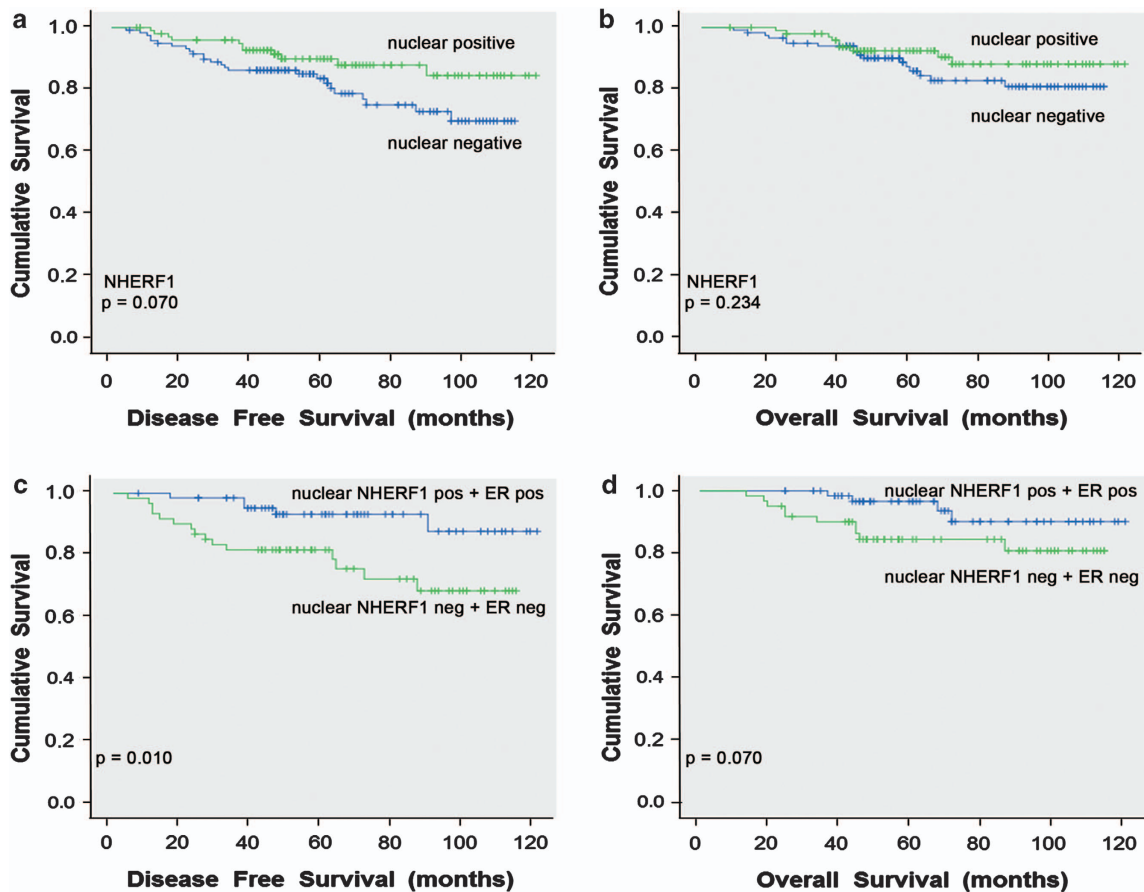 a
1.0
0.8
0.6
0.4
0.2
0.0
Cumulative Survival
nuclear positive
nuclear negative
NHERF1
p = 0.070
0 20 40 60 80 100 120
Disease Free Survival (months)
b
1.0
0.8
0.6
0.4
0.2
0.0
Cumulative Survival
nuclear positive
nuclear negative
NHERF1
p = 0.234
0 20 40 60 80 100 120
Overall Survival (months)
c
1.0
0.8
0.6
0.4
0.2
0.0
Cumulative Survival
nuclear NHERF1 pos + ER pos
nuclear NHERF1 neg + ER neg
p = 0.010
0 20 40 60 80 100 120
Disease Free Survival (months)
d
1.0
0.8
0.6
0.4
0.2
0.0
Cumulative Survival
nuclear NHERF1 pos + ER pos
nuclear NHERF1 neg + ER neg
p = 0.070
0 20 40 60 80 100 120
Overall Survival (months)